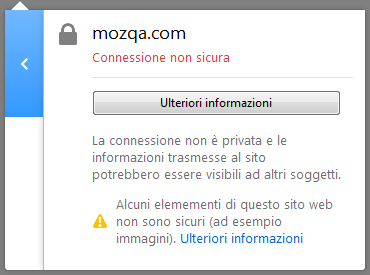 mozqa.com
Connessione non sicura
Ulteriori informazioni
La connessione non è privata e le
informazioni trasmesse al sito
potrebbero essere visibili ad altri soggetti.
Alcuni elementi di questo sito web
non sono sicuri (ad esempio
immagini). Ulteriori informazioni